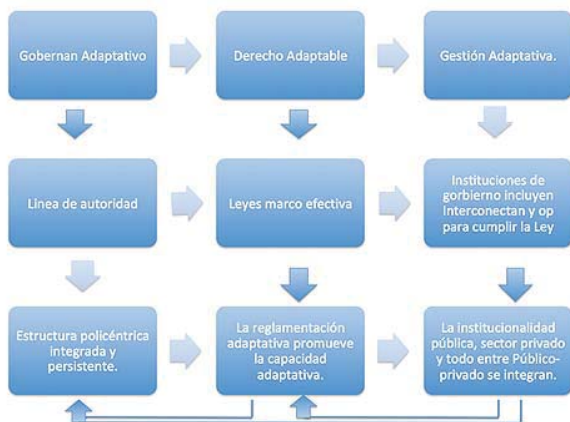 Gobernan Adaptativo
Derecho Adaptable
Gestión Adaptativa.
Linea de autoridad
Leyes marco efectiva
Instituciones de
gorbierno incluyen
Interconectan y op
para cumplir la Ley
Estructura policéntrica
integrada y
persistente.
La reglamentación
adaptativa promueve
la capacidad
adaptativa.
La institucionalidad
pública, sector privado
y todo entre Público-
privado se integran.